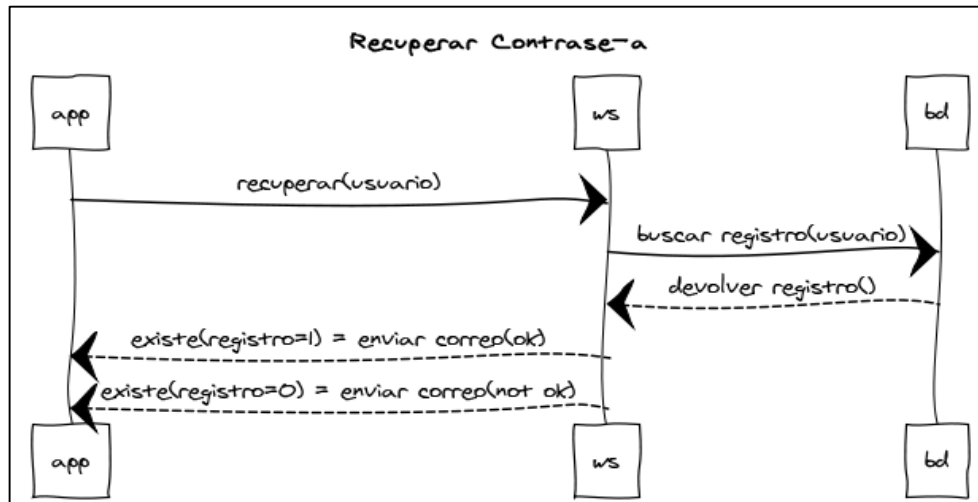 Recuperar Contrase-a
app
ws
bd
recuperar(usuario)
buscar registro(usuario)
devolver registro()
existe(registro=1) = enviar correo(ok)
existe(registro=0) = enviar correo(not ok)
app
ws
bd